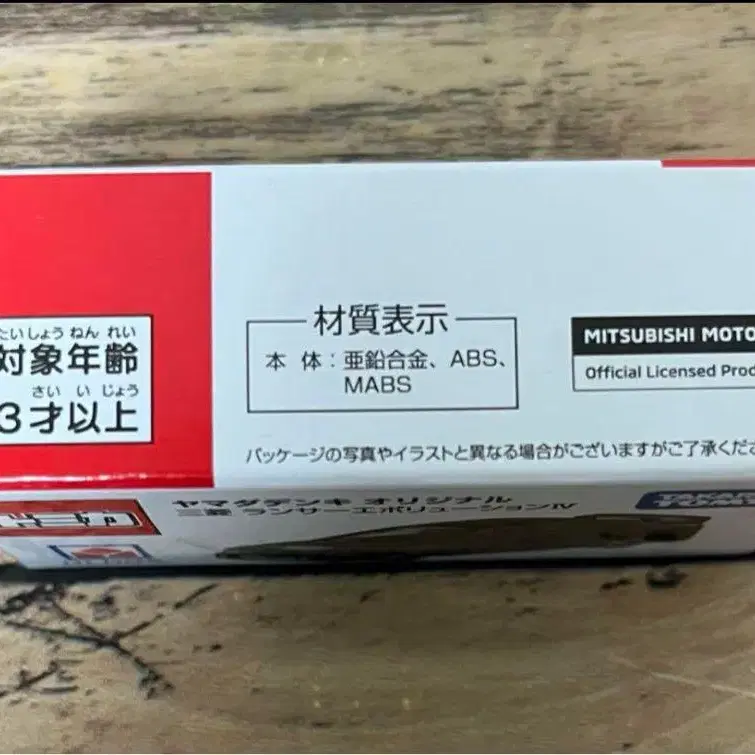 たいしょうねんれい
対象年齢
さいいじょう
3才以上
材質表示
本 体：亜鉛合金、ABS、
MABS
MITSUBISHI MOTO
Official Licensed Prod
パッケージの写真やイラストと異なる場合がございますがご了承くださ
トミカ
ヤマダデンキ オリジナル
三菱 ランサーエボリューションIV
TAKARA
TOMY